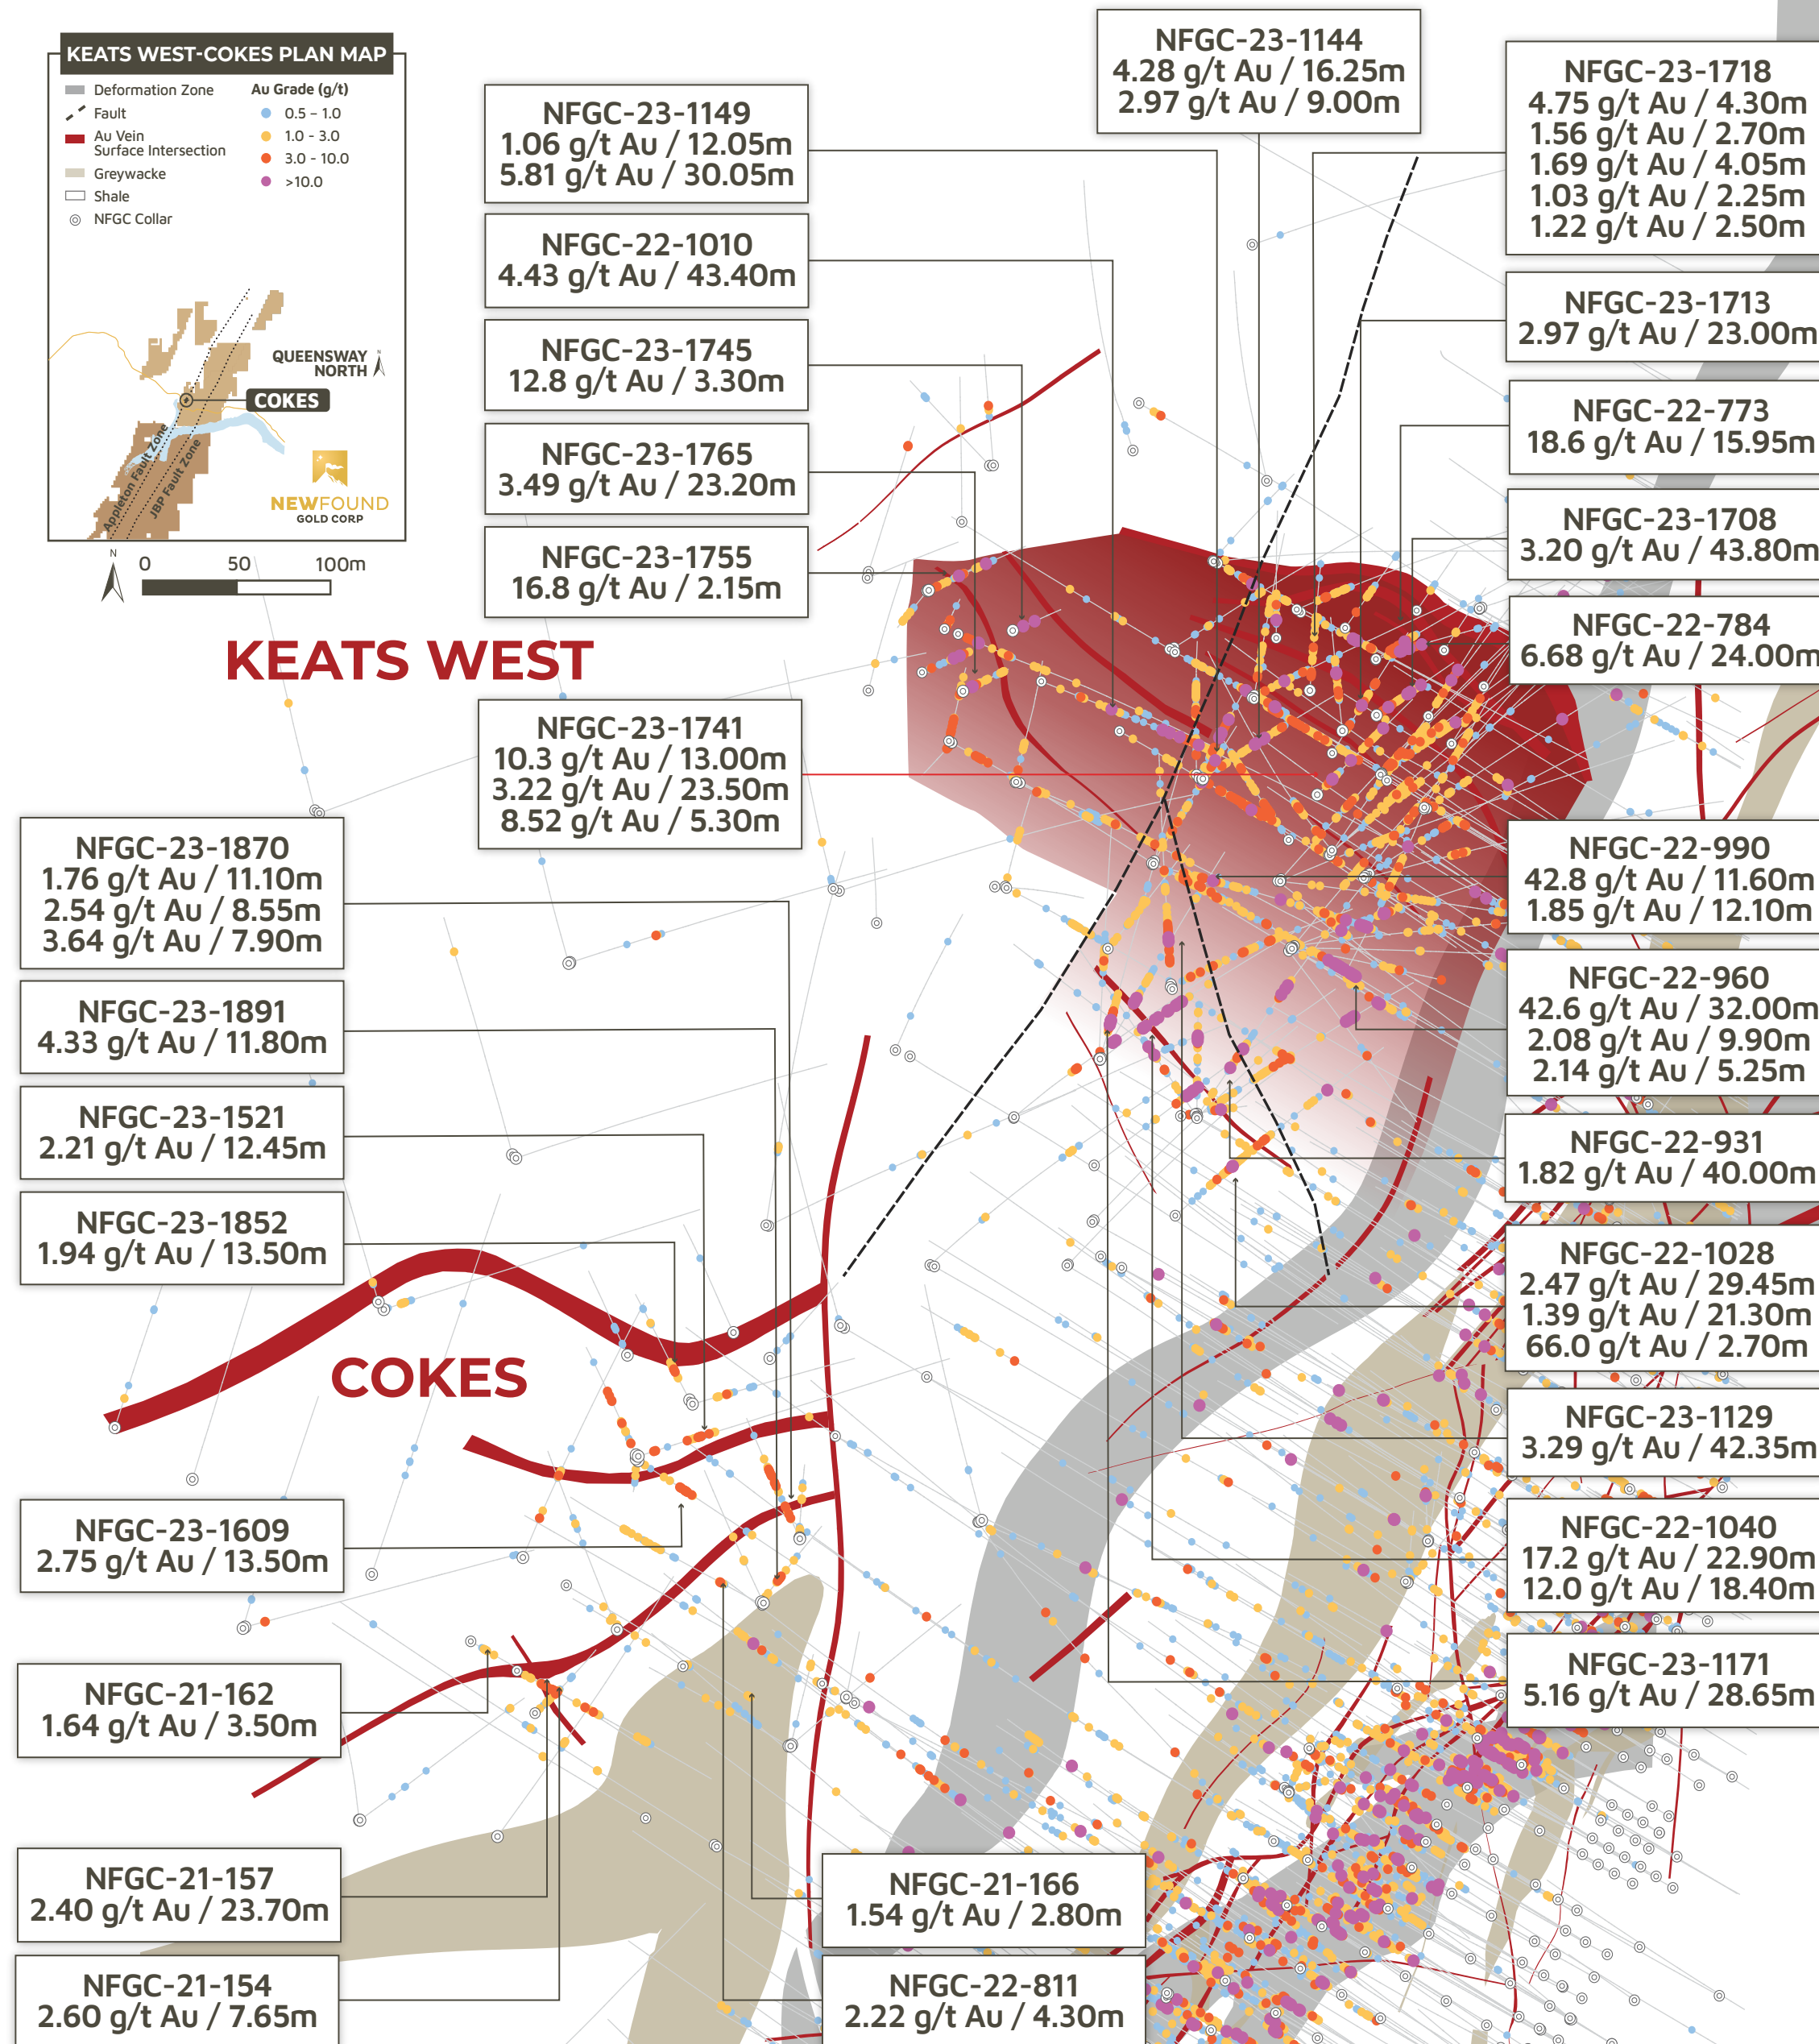 KEATS WEST-COKES PLAN MAP
Deformation Zone
Fault
Au Vein
Surface Intersection
Greywacke
Shale
NFGC Collar
Au Grade (g/t)
0.5 – 1.0
1.0 - 3.0
3.0 - 10.0
>10.0
QUEENSWAY
NORTH
N
COKES
Appleton Fault Zone
JBP Fault Zone
NEWFOUND
GOLD CORP
N
0 50 100m
NFGC-23-1149
1.06 g/t Au / 12.05m
5.81 g/t Au / 30.05m
NFGC-22-1010
4.43 g/t Au / 43.40m
NFGC-23-1745
12.8 g/t Au / 3.30m
NFGC-23-1765
3.49 g/t Au / 23.20m
NFGC-23-1755
16.8 g/t Au / 2.15m
NFGC-23-1144
4.28 g/t Au / 16.25m
2.97 g/t Au / 9.00m
NFGC-23-1718
4.75 g/t Au / 4.30m
1.56 g/t Au / 2.70m
1.69 g/t Au / 4.05m
1.03 g/t Au / 2.25m
1.22 g/t Au / 2.50m
NFGC-23-1713
2.97 g/t Au / 23.00m
NFGC-22-773
18.6 g/t Au / 15.95m
NFGC-23-1708
3.20 g/t Au / 43.80m
NFGC-22-784
6.68 g/t Au / 24.00m
KEATS WEST
NFGC-23-1741
10.3 g/t Au / 13.00m
3.22 g/t Au / 23.50m
8.52 g/t Au / 5.30m
NFGC-23-1870
1.76 g/t Au / 11.10m
2.54 g/t Au / 8.55m
3.64 g/t Au / 7.90m
NFGC-23-1891
4.33 g/t Au / 11.80m
NFGC-23-1521
2.21 g/t Au / 12.45m
NFGC-23-1852
1.94 g/t Au / 13.50m
NFGC-22-990
42.8 g/t Au / 11.60m
1.85 g/t Au / 12.10m
NFGC-22-960
42.6 g/t Au / 32.00m
2.08 g/t Au / 9.90m
2.14 g/t Au / 5.25m
NFGC-22-931
1.82 g/t Au / 40.00m
NFGC-22-1028
2.47 g/t Au / 29.45m
1.39 g/t Au / 21.30m
66.0 g/t Au / 2.70m
COKES
NFGC-23-1129
3.29 g/t Au / 42.35m
NFGC-23-1609
2.75 g/t Au / 13.50m
NFGC-22-1040
17.2 g/t Au / 22.90m
12.0 g/t Au / 18.40m
NFGC-23-1171
5.16 g/t Au / 28.65m
NFGC-21-162
1.64 g/t Au / 3.50m
NFGC-21-157
2.40 g/t Au / 23.70m
NFGC-21-154
2.60 g/t Au / 7.65m
NFGC-21-166
1.54 g/t Au / 2.80m
NFGC-22-811
2.22 g/t Au / 4.30m